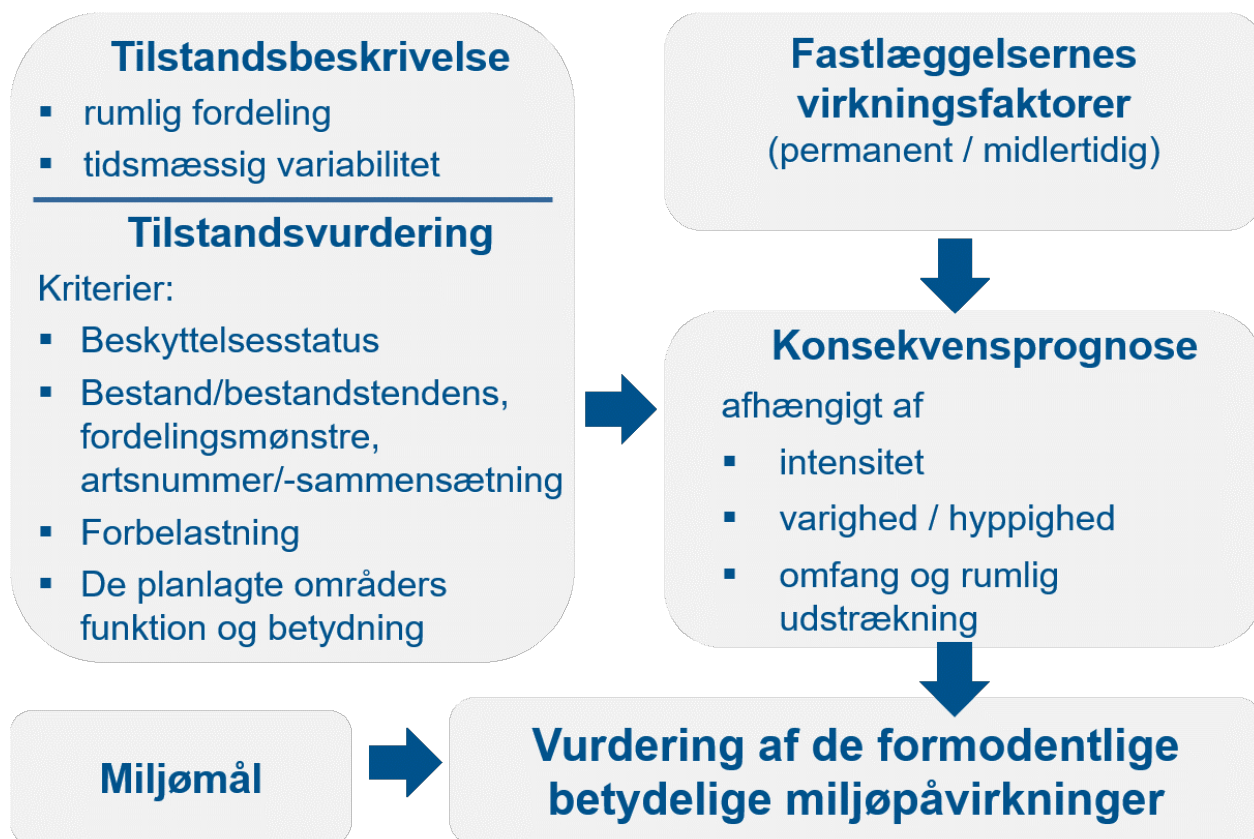 Tilstandsbeskrivelse
▪ rumlig fordeling
▪ tidsmæssig variabilitet
Tilstandsvurdering
Kriterier:
▪ Beskyttelsesstatus
▪ Bestand/bestandstendens,
fordelingsmønstre,
artsnummer/-sammensætning
▪ Forbelastning
▪ De planlagte områders
funktion og betydning
Fastlæggelsernes
virkningsfaktorer
(permanent / midlertidig)
Konsekvensprognose
afhængigt af
▪ intensitet
▪ varighed / hyppighed
▪ omfang og rumlig
udstrækning
Miljømål
Vurdering af de formodentlige
betydelige miljøpåvirkninger